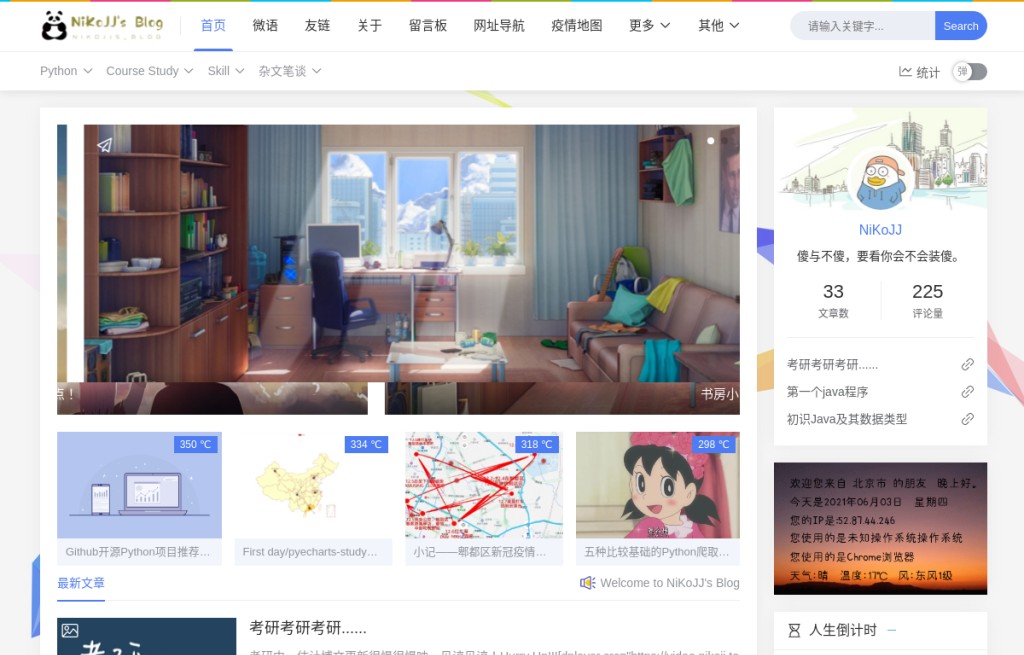 NiKoJJ's Blog
NIKOJJS_BLOG
首页 微语 友链 关于 留言板 网址导航 疫情地图 更多 其他
请输入关键字... Search
Python Course Study Skill 杂文笔谈
统计 弹
点！
书房小
350 ℃
334 ℃
318 ℃
298 ℃
Github开源Python项目推荐...
First day/pyecharts-study...
小记——郫都区新冠疫情...
五种比较基础的Python爬取...
最新文章
Welcome to NiKoJJ's Blog
考研考研考研......
NiKoJJ
傻与不傻，要看你会不会装傻。
33 225
文章数 评论量
考研考研考研......
第一个java程序
初识Java及其数据类型
欢迎您来自 北京市 的朋友 晚上好。
今天是2021年06月03日 星期四
您的IP是:52.87.44.246
您使用的是未知操作系统操作系统
您使用的是Chrome浏览器
天气:晴 温度:17℃ 风:东风1级
人生倒计时